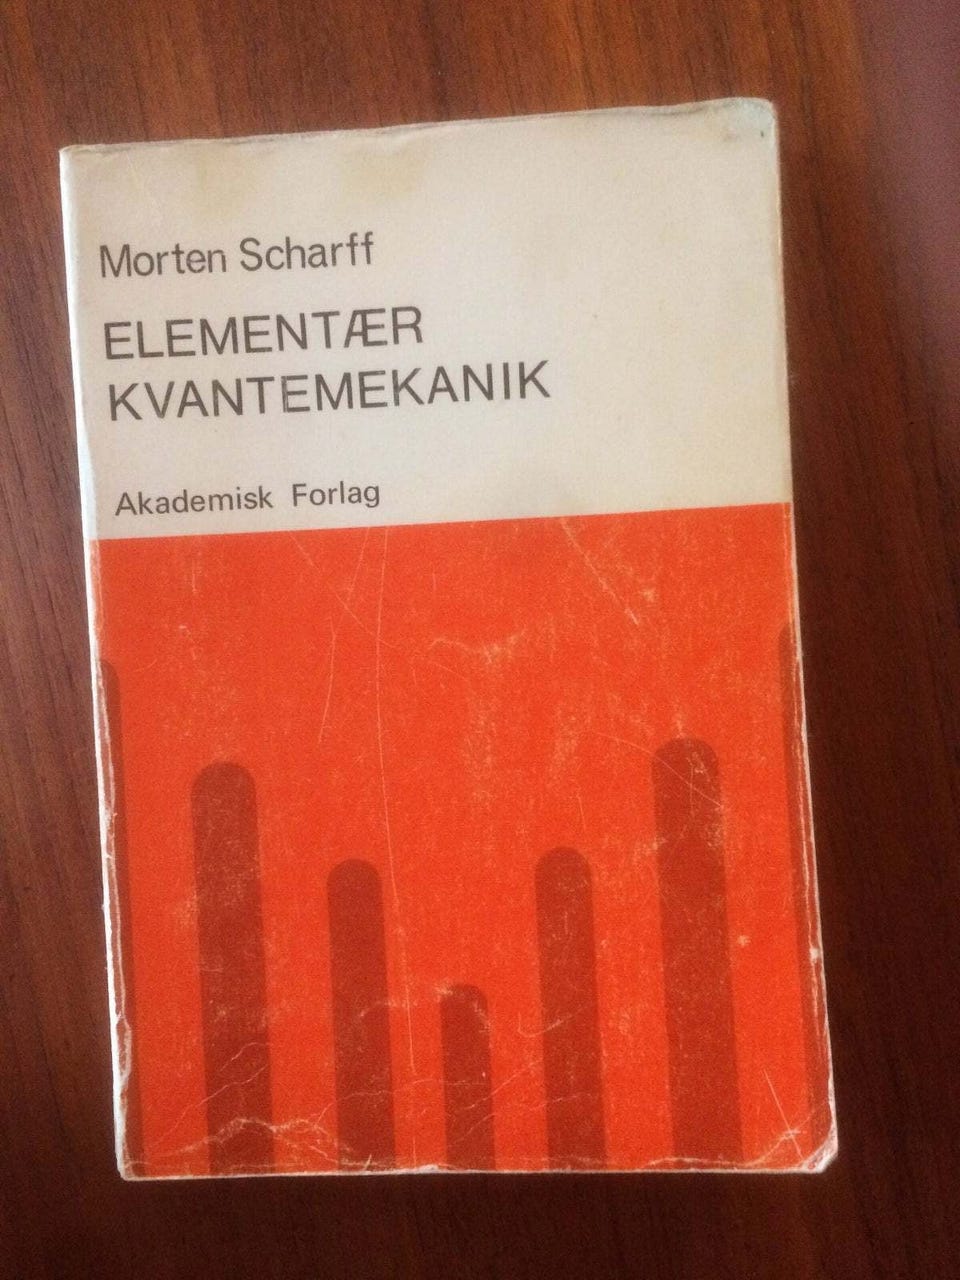 Morten Scharff
ELEMENTÆR
KVANTEMEKANIK
Akademisk Forlag